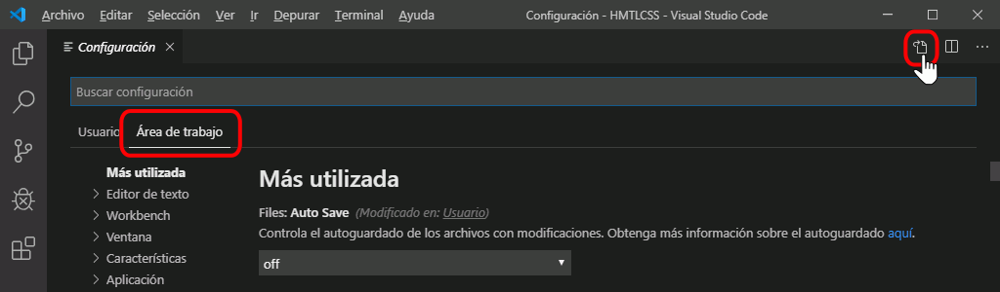 Archivo Editar Selección Ver Ir Depurar Terminal Ayuda Configuración - HMTLCSS - Visual Studio Code
Configuración
Buscar configuración
Usuario Área de trabajo
Más utilizada
Editor de texto
Workbench
Ventana
Características
Aplicación
Más utilizada
Files: Auto Save (Modificado en: Usuario)
Controla el autoguardado de los archivos con modificaciones. Obtenga más información sobre el autoguardado aquí.
off